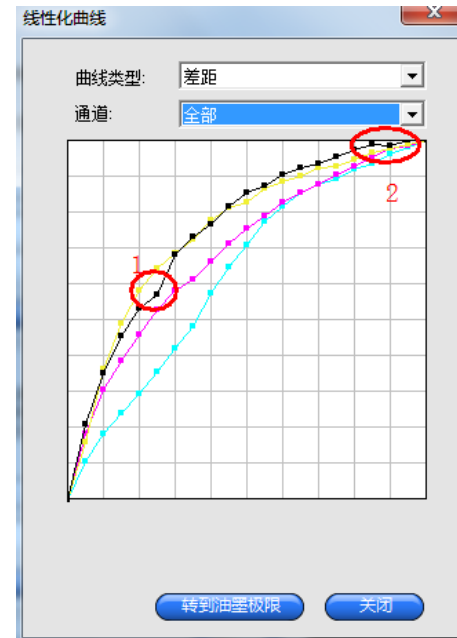 线性化曲线
曲线类型: 差距
通道: 全部
1
2
转到油墨极限 关闭